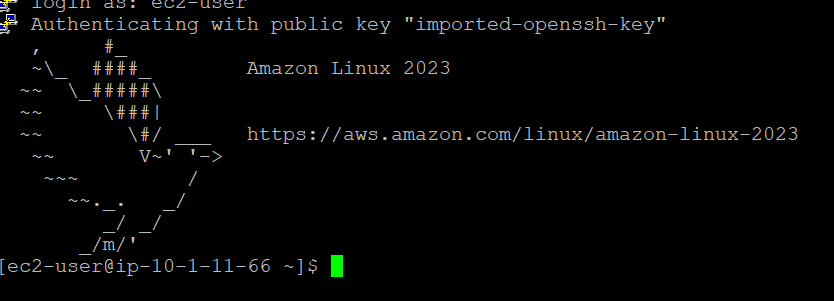 login as: ec2-user
Authenticating with public key "imported-openssh-key"
   ,     #_
   ~\_  ####_        Amazon Linux 2023
  ~~  \_#####\
  ~~     \###|
  ~~       \#/ ___   https://aws.amazon.com/linux/amazon-linux-2023
   ~~       V~' '->
    ~~~         /
      ~~._.   _/
         _/ _/
       _/m/'
[ec2-user@ip-10-1-11-66 ~]$